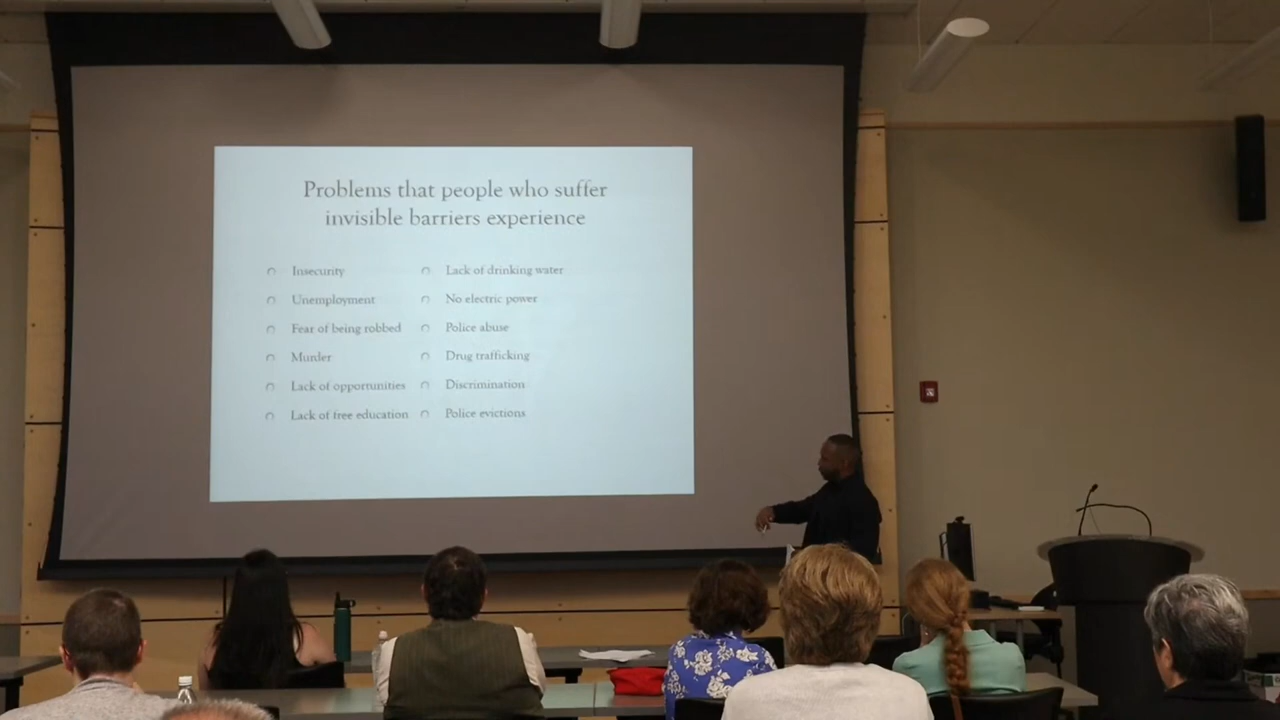 Problems that people who suffer
invisible barriers experience
Insecurity
Unemployment
Fear of being robbed
Murder
Lack of opportunities
Lack of free education
Lack of drinking water
No electric power
Police abuse
Drug trafficking
Discrimination
Police evictions